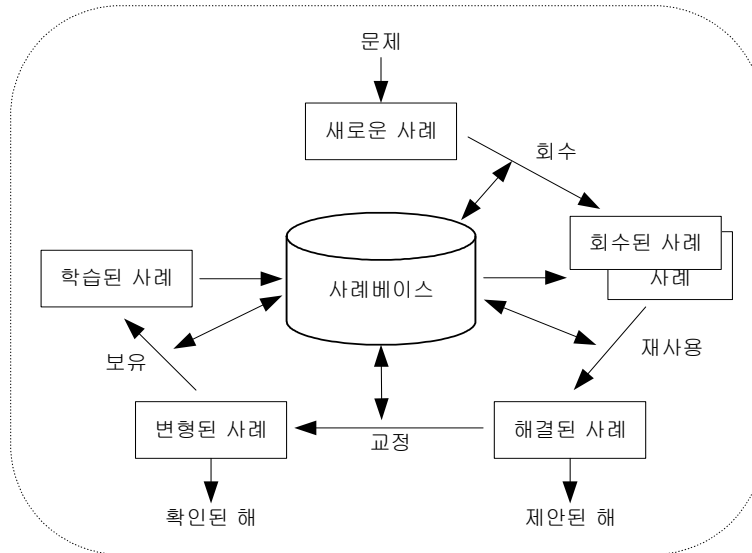 문제
새로운 사례
회수
회수된 사례
사례
학습된 사례
사례베이스
재사용
보유
변형된 사례
교정
해결된 사례
확인된 해
제안된 해